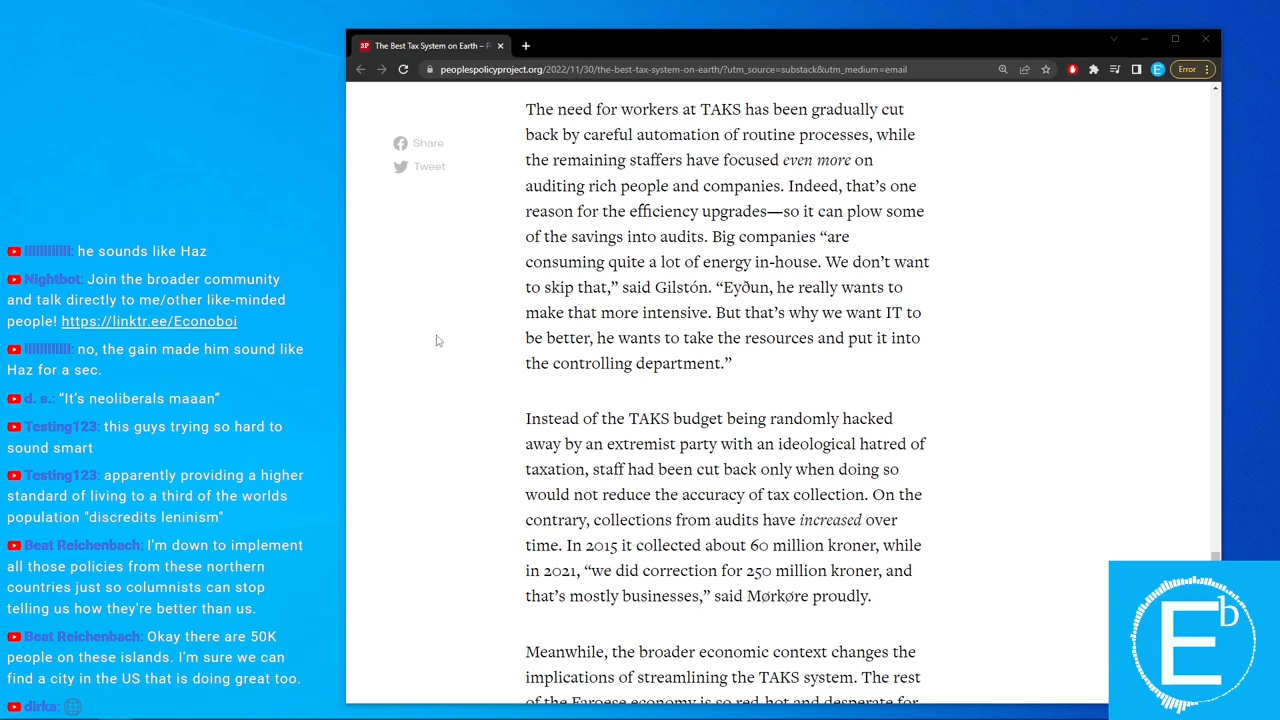 The Best Tax System on Earth – P
peoplespolicyproject.org/2022/11/30/the-best-tax-system-on-earth/?utm_source=substack&utm_medium=email
E
Error
Share
Tweet
The need for workers at TAKS has been gradually cut
back by careful automation of routine processes, while
the remaining staffers have focused even more on
auditing rich people and companies. Indeed, that’s one
reason for the efficiency upgrades—so it can plow some
of the savings into audits. Big companies “are
consuming quite a lot of energy in-house. We don’t want
to skip that,” said Gilstón. “Eyðun, he really wants to
make that more intensive. But that’s why we want IT to
be better, he wants to take the resources and put it into
the controlling department.”
Instead of the TAKS budget being randomly hacked
away by an extremist party with an ideological hatred of
taxation, staff had been cut back only when doing so
would not reduce the accuracy of tax collection. On the
contrary, collections from audits have increased over
time. In 2015 it collected about 60 million kroner, while
in 2021, “we did correction for 250 million kroner, and
that’s mostly businesses,” said Mørkøre proudly.
Meanwhile, the broader economic context changes the
implications of streamlining the TAKS system. The rest
of the Faroese economy is so red-hot and desperate for
he sounds like Haz
Nightbot: Join the broader community
and talk directly to me/other like-minded
people! https://linktr.ee/Econoboi
no, the gain made him sound like
Haz for a sec.
d. s.: “It’s neoliberals maaan”
Testing123: this guys trying so hard to
sound smart
Testing123: apparently providing a higher
standard of living to a third of the worlds
population "discredits leninism"
Beat Reichenbach: I'm down to implement
all those policies from these northern
countries just so columnists can stop
telling us how they're better than us.
Beat Reichenbach: Okay there are 50K
people on these islands. I'm sure we can
find a city in the US that is doing great too.
dirka:
Eb